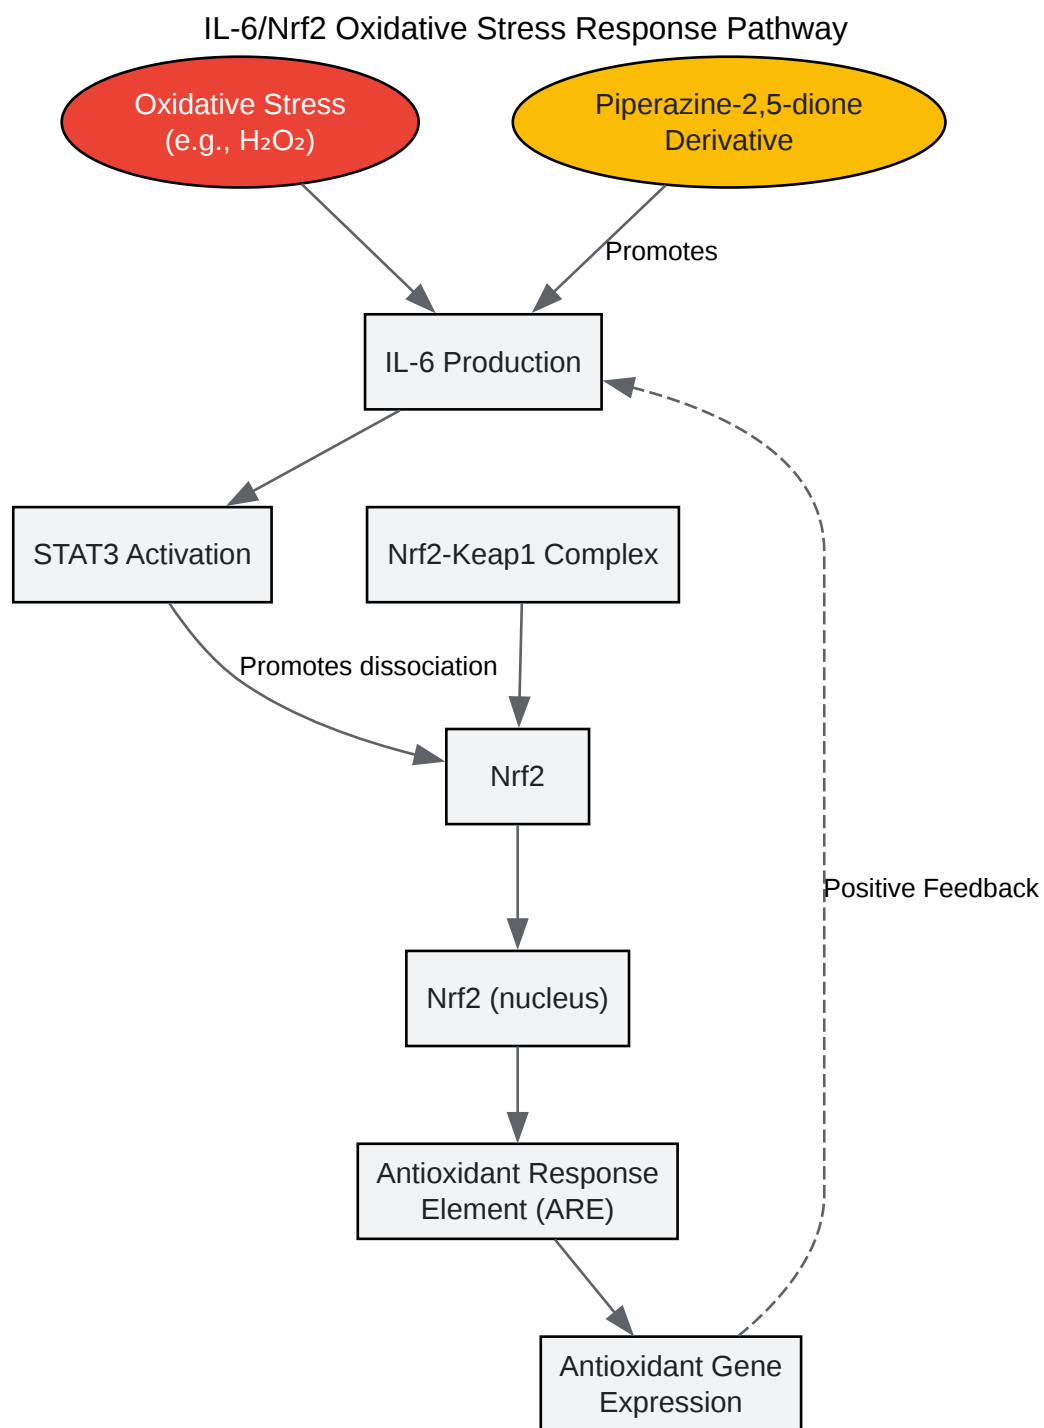 IL-6/Nrf2 Oxidative Stress Response Pathway
Oxidative Stress
(e.g., H₂O₂)
Piperazine-2,5-dione
Derivative
Promotes
IL-6 Production
STAT3 Activation
Nrf2-Keap1 Complex
Promotes dissociation
Nrf2
Positive Feedback
Nrf2 (nucleus)
Antioxidant Response
Element (ARE)
Antioxidant Gene
Expression